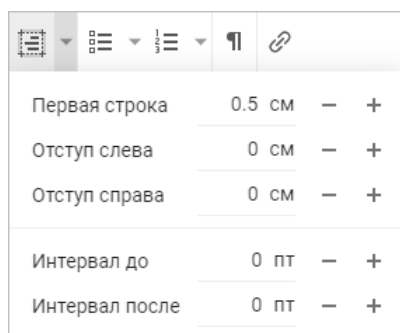 Первая строка 0.5 см
Отступ слева 0 см
Отступ справа 0 см
Интервал до 0 пт
Интервал после 0 пт